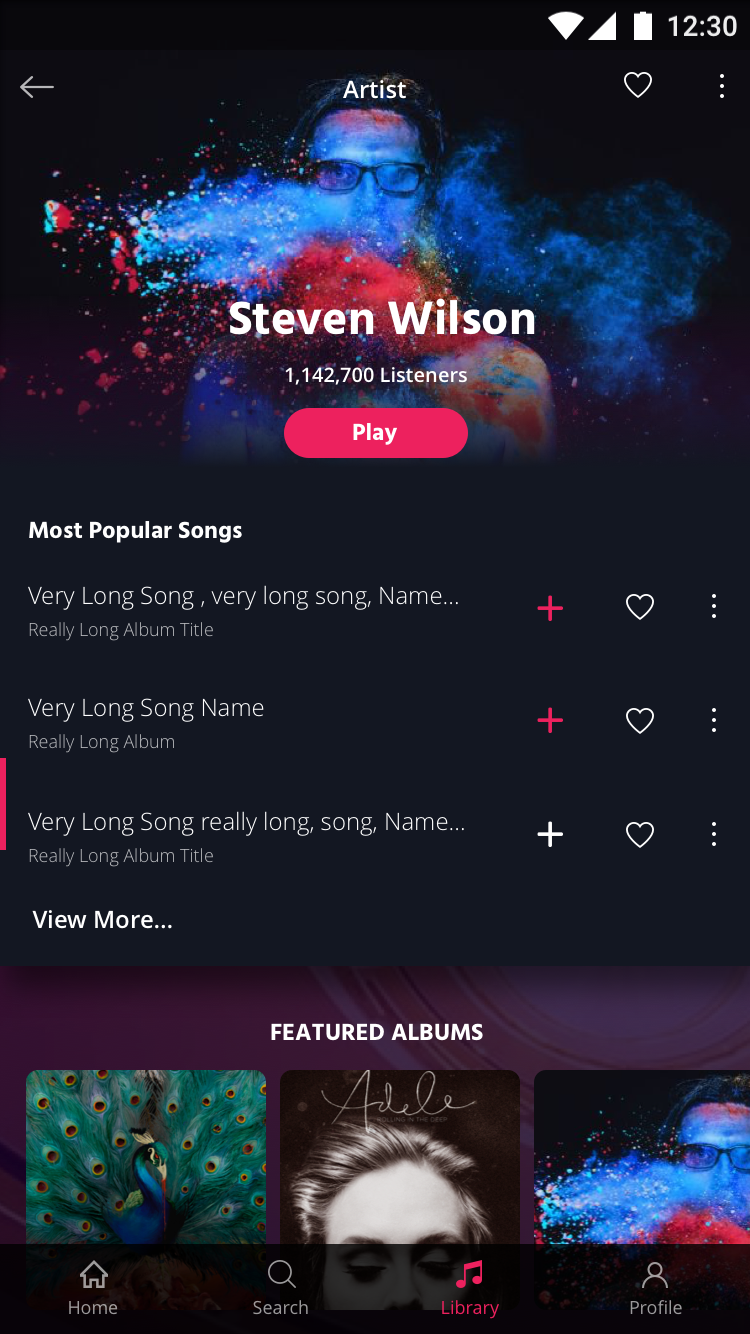 12:30
Artist
Steven Wilson
1,142,700 Listeners
Play
Most Popular Songs
Very Long Song , very long song, Name...
Really Long Album Title
Very Long Song Name
Really Long Album
Very Long Song really long, song, Name...
Really Long Album Title
View More...
FEATURED ALBUMS
Adele
ROLLING IN THE DEEP
Home
Search
Library
Profile